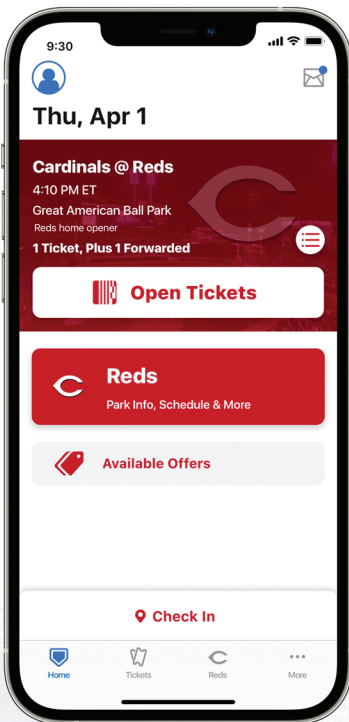 9:30
Thu, Apr 1
Cardinals @ Reds
4:10 PM ET
Great American Ball Park
Reds home opener
1 Ticket, Plus 1 Forwarded
Open Tickets
Reds
Park Info, Schedule & More
Available Offers
Check In
Home
Tickets
Reds
More